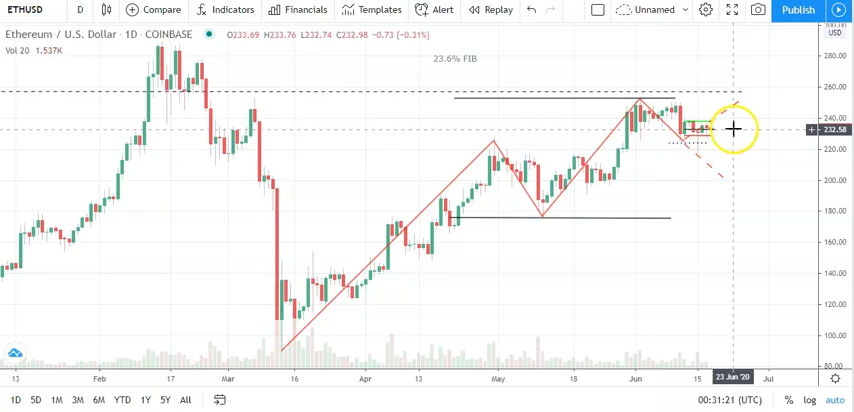 ETHUSD D Compare Indicators Financials Templates Alert Replay Unnamed Publish
Ethereum / U.S. Dollar · 1D · COINBASE O233.69 H233.76 L232.74 C232.98 −0.73 (−0.31%)
Vol 20 1.537K
23.6% FIB
300.00
USD
280.00
260.00
240.00
232.58
220.00
200.00
180.00
160.00
140.00
120.00
100.00
80.00
13 Feb 17 Mar 16 Apr 13 May 18 Jun 15 23 Jun '20 Jul
1D 5D 1M 3M 6M YTD 1Y 5Y All 00:31:21 (UTC) % log auto